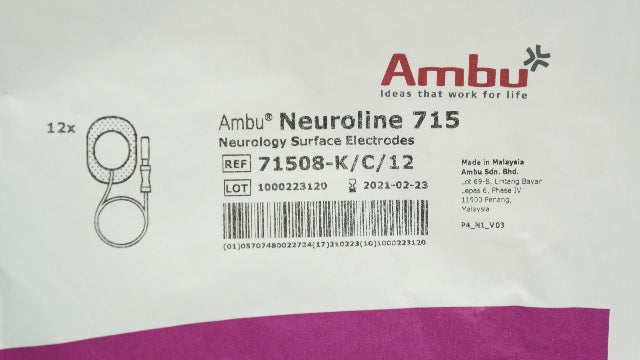 Ambu
Ideas that work for life
12x
Ambu® Neuroline 715
Neurology Surface Electrodes
REF 71508-K/C/12
LOT 1000223120 2021-02-23
(01)05707480022724(17)210223(10)1000223120
Made in Malaysia
Ambu Sdn. Bhd.
Lot 69-B, Lintang Bayan
Lepas 6, Phase IV
11900 Penang,
Malaysia
P4_N1_V03